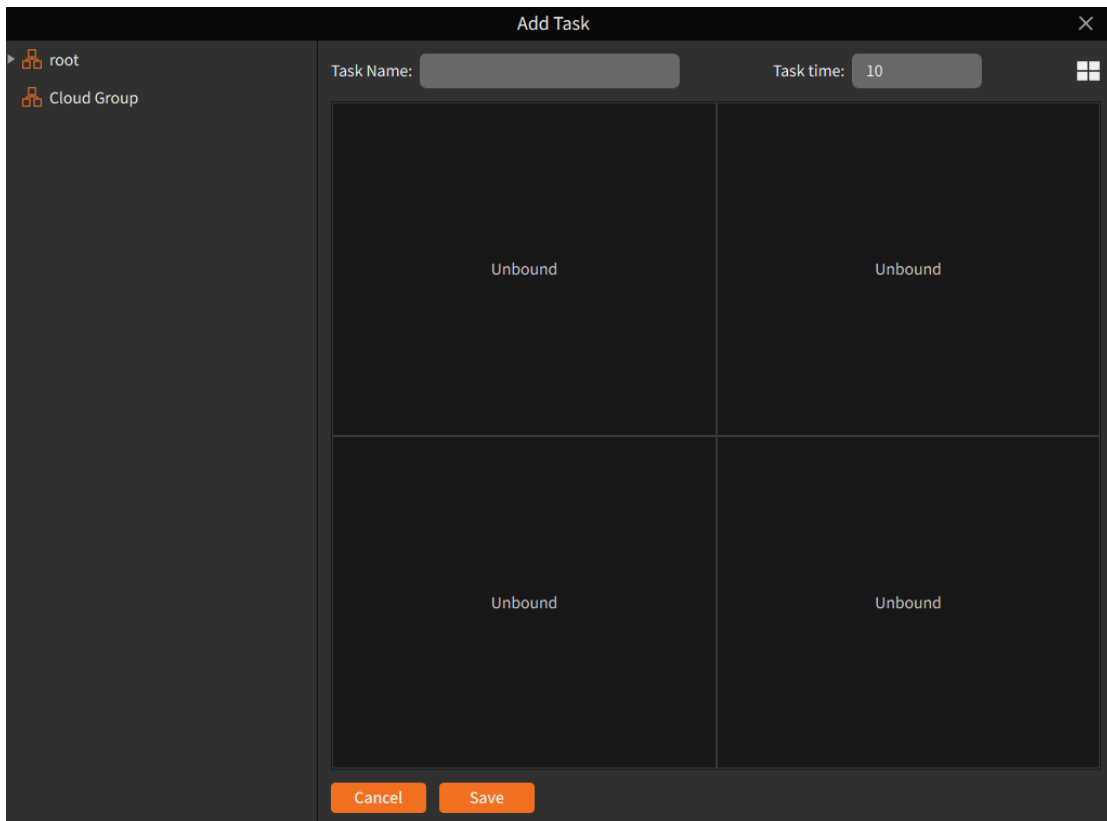 Add Task
root
Cloud Group
Task Name:
Task time: 10
Unbound Unbound
Unbound Unbound
Cancel Save